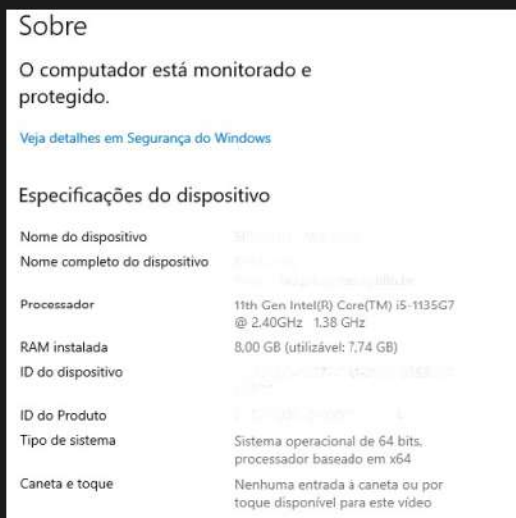 Sobre
O computador está monitorado e
protegido.
Veja detalhes em Segurança do Windows
Especificações do dispositivo
Nome do dispositivo
Nome completo do dispositivo
Processador 11th Gen Intel(R) Core(TM) i5-1135G7
@ 2.40GHz 1.38 GHz
RAM instalada 8,00 GB (utilizável: 7,74 GB)
ID do dispositivo
ID do Produto
Tipo de sistema Sistema operacional de 64 bits,
processador baseado em x64
Caneta e toque Nenhuma entrada à caneta ou por
toque disponível para este vídeo